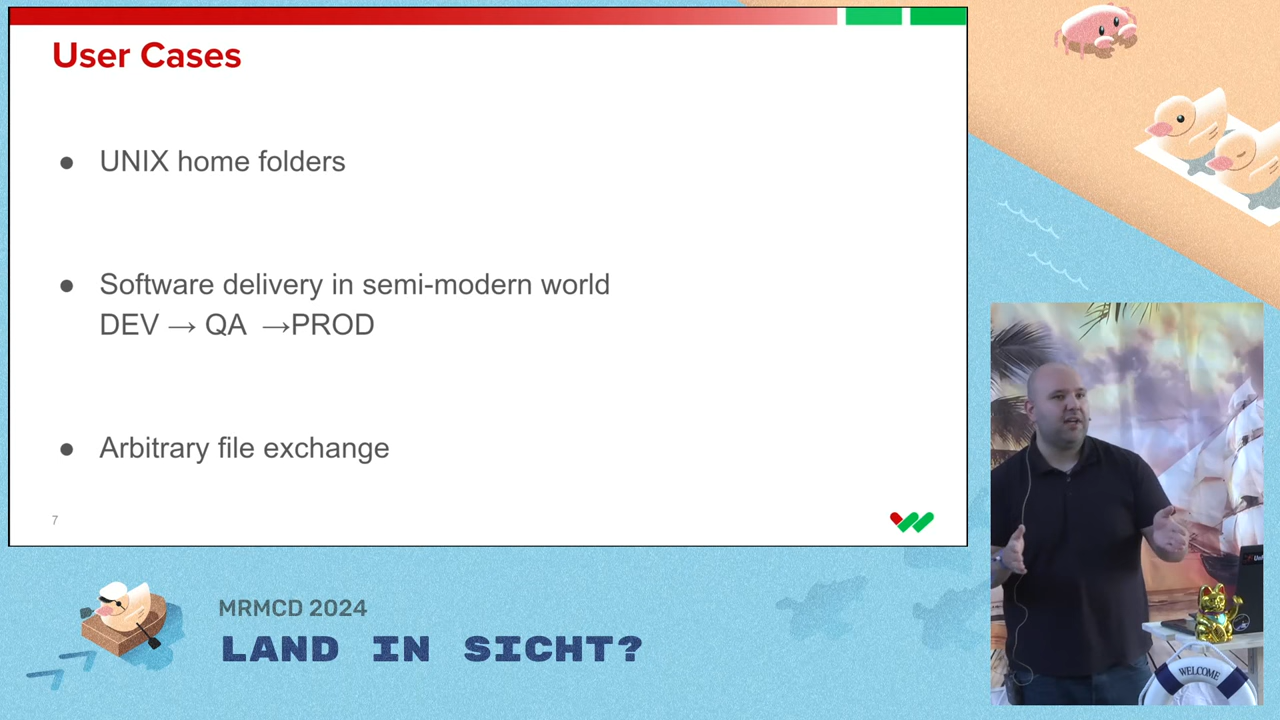 User Cases
● UNIX home folders
● Software delivery in semi-modern world
DEV → QA →PROD
● Arbitrary file exchange
7
MRMCD 2024
LAND IN SICHT?
WELCOME